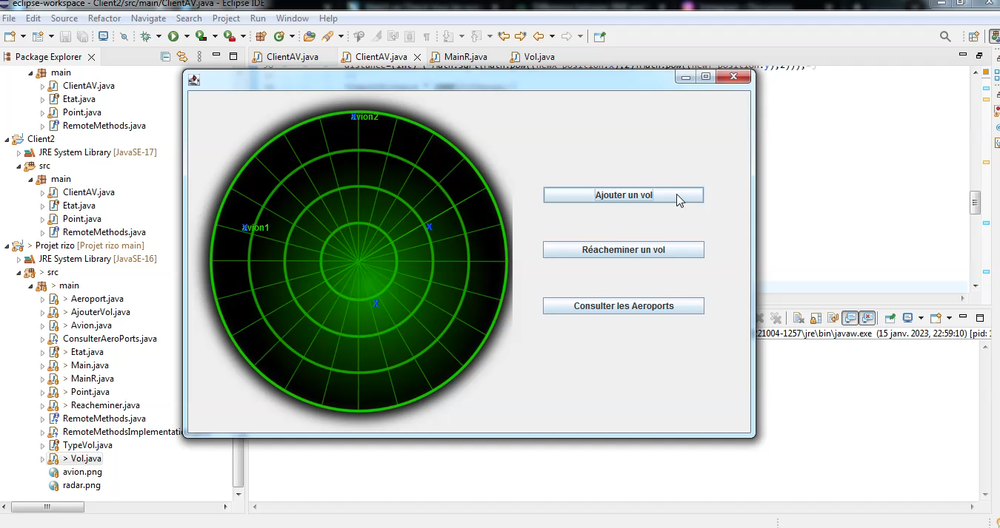 eclipse-workspace - Client2/src/main/ClientAV.java - Eclipse IDE
File Edit Source Refactor Navigate Search Project Run Window Help
Package Explorer
ClientAV.java
ClientAV.java
MainR.java
Vol.java
main
ClientAV.java
Etat.java
Point.java
RemoteMethods.java
Client2
JRE System Library [JavaSE-17]
src
main
ClientAV.java
Etat.java
Point.java
RemoteMethods.java
> Projet rizo [Projet rizo main]
JRE System Library [JavaSE-16]
> src
> main
> Aeroport.java
> AjouterVol.java
> Avion.java
ConsulterAeroPorts.java
> Etat.java
> Main.java
> MainR.java
> Point.java
> Reacheminer.java
RemoteMethods.java
RemoteMethodsImplementati
TypeVol.java
> Vol.java
avion.png
radar.png
X
Avion2
X
Avion1
X
X
Ajouter un vol
Réacheminer un vol
Consulter les Aeroports
21004-1257\jre\bin\javaw.exe (15 janv. 2023, 22:59:10) [pid: